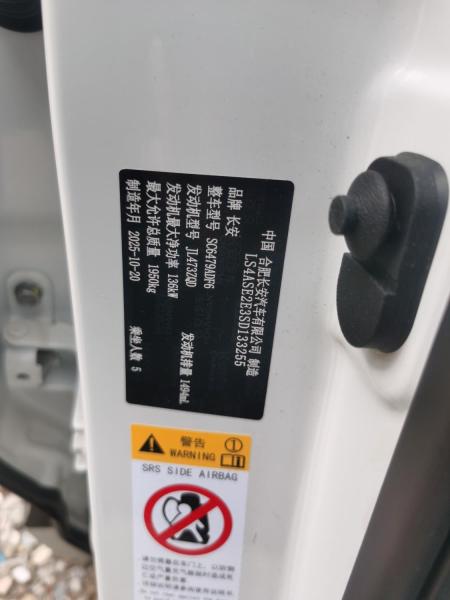 中国 合肥长安汽车有限公司 制造
LS4ASE2E3SD133255
品牌 长安
整车型号 SC6479ADP6
发动机型号 JL473ZQD 发动机排量 1494mL
发动机最大净功率 136kW
最大允许总质量 1950kg
制造年月 2025-10-20 乘坐人数 5
警告
WARNING
SRS SIDE AIRBAG